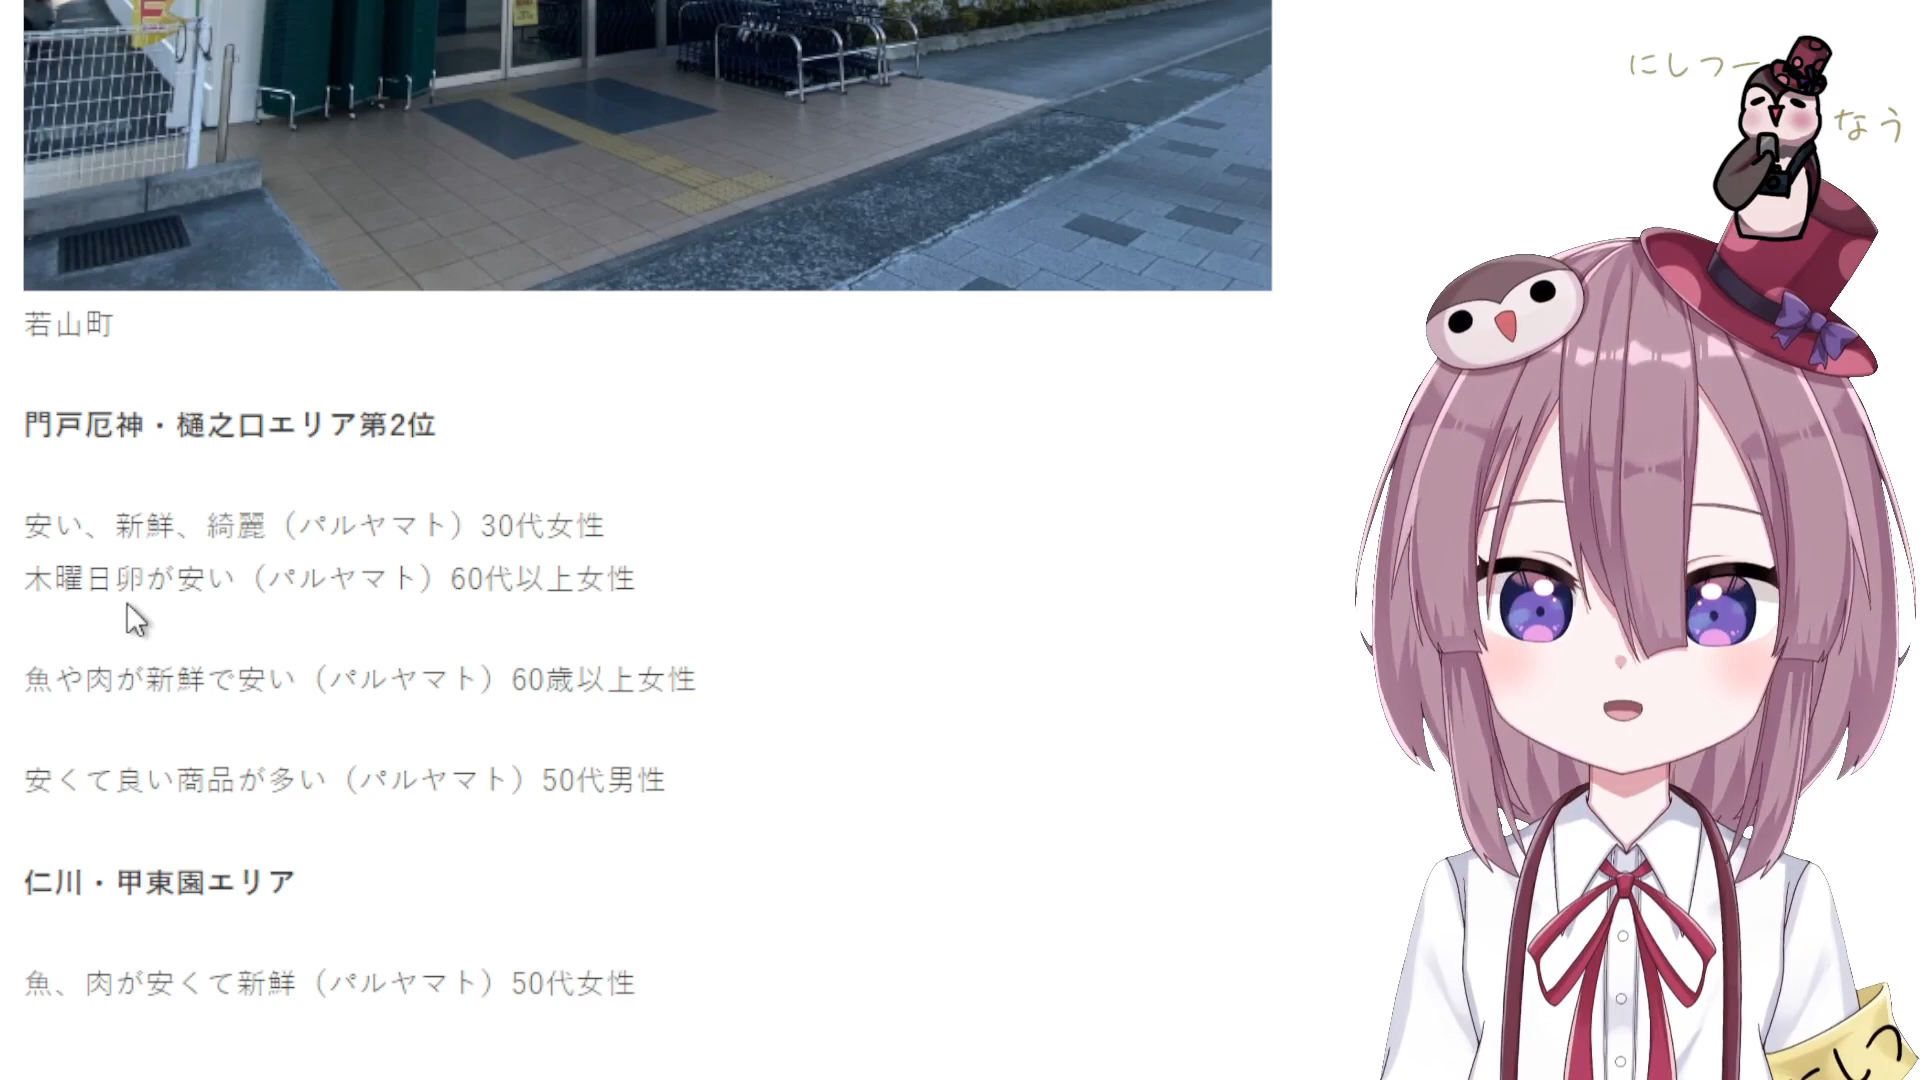 にしつー
なう
若山町
門戸厄神・樋之口エリア第2位
安い、新鮮、綺麗（パルヤマト）30代女性
木曜日卵が安い（パルヤマト）60代以上女性
魚や肉が新鮮で安い（パルヤマト）60歳以上女性
安くて良い商品が多い（パルヤマト）50代男性
仁川・甲東園エリア
魚、肉が安くて新鮮（パルヤマト）50代女性
にしつ